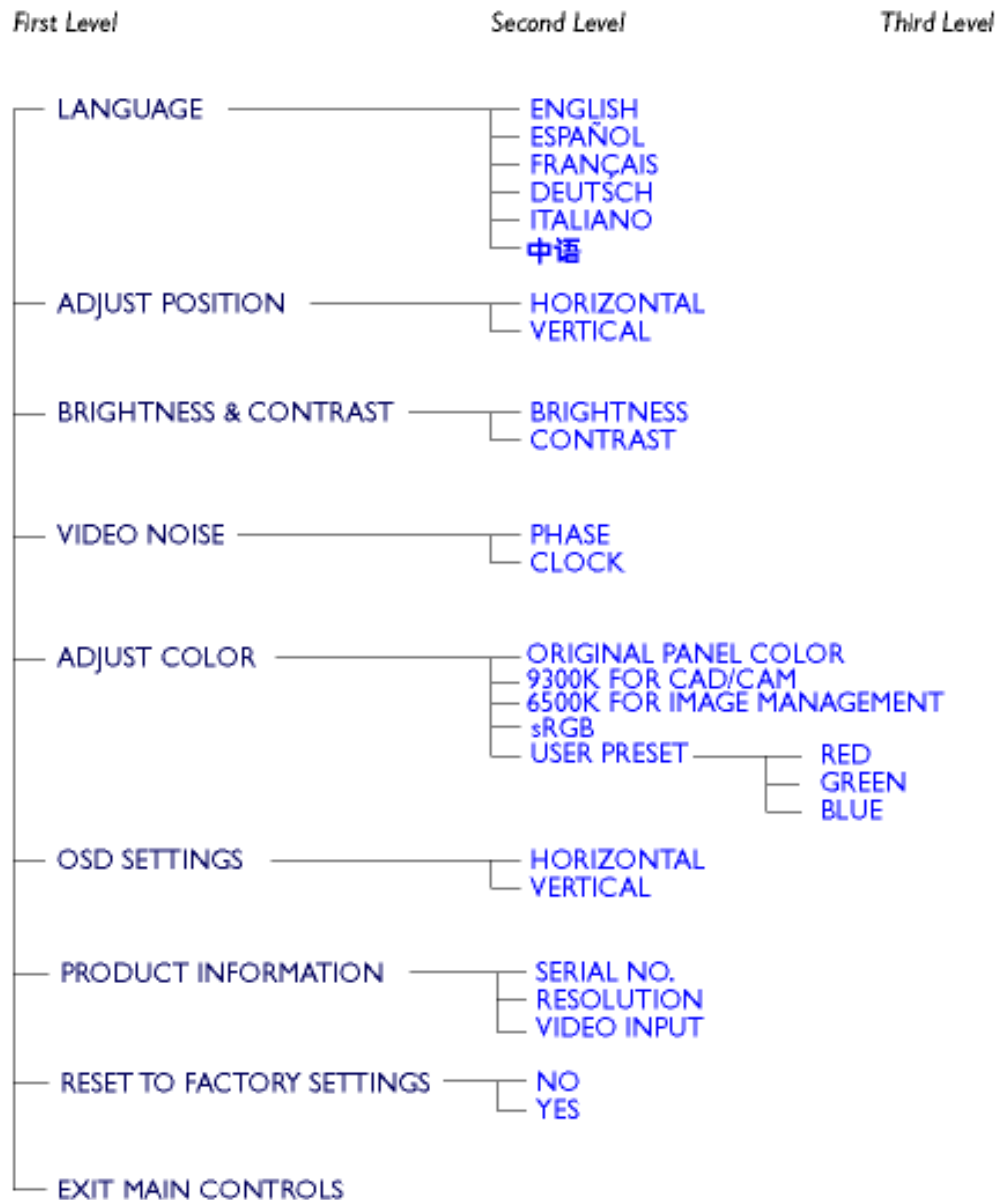 First Level Second Level Third Level
LANGUAGE ENGLISH
ESPAÑOL
FRANÇAIS
DEUTSCH
ITALIANO
中语
ADJUST POSITION HORIZONTAL
VERTICAL
BRIGHTNESS & CONTRAST BRIGHTNESS
CONTRAST
VIDEO NOISE PHASE
CLOCK
ADJUST COLOR ORIGINAL PANEL COLOR
9300K FOR CAD/CAM
6500K FOR IMAGE MANAGEMENT
sRGB
USER PRESET RED
GREEN
BLUE
OSD SETTINGS HORIZONTAL
VERTICAL
PRODUCT INFORMATION SERIAL NO.
RESOLUTION
VIDEO INPUT
RESET TO FACTORY SETTINGS NO
YES
EXIT MAIN CONTROLS